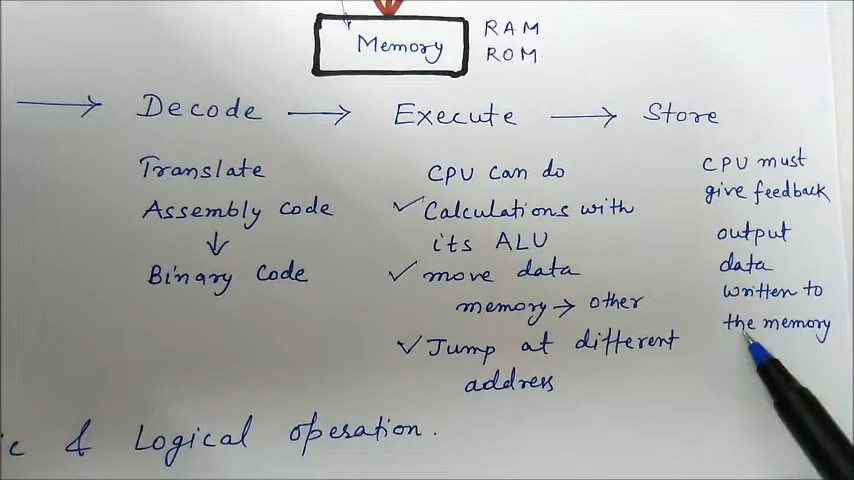 Memory
RAM
ROM
Decode
Execute
Store
Translate
Assembly code
Binary code
CPU can do
Calculations with
its ALU
move data
memory → other
Jump at different
address
CPU must
give feedback
output
data
written to
the memory
c & Logical operation.